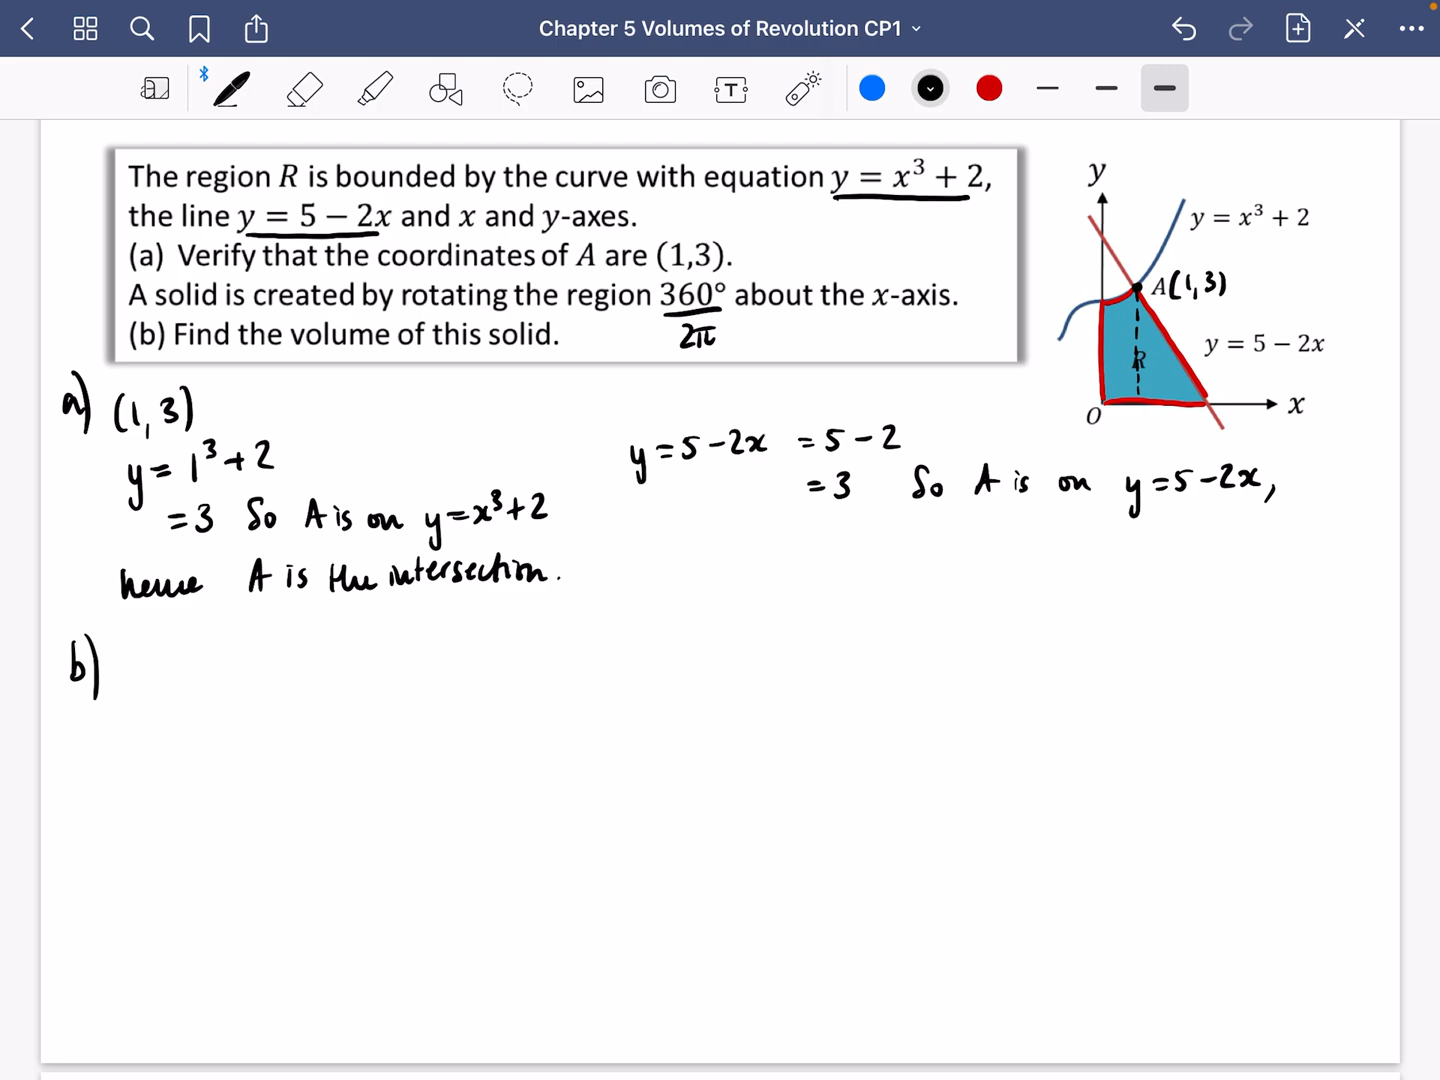 Chapter 5 Volumes of Revolution CP1
The region R is bounded by the curve with equation y = x³ + 2,
the line y = 5 − 2x and x and y-axes.
(a) Verify that the coordinates of A are (1,3).
A solid is created by rotating the region 360° about the x-axis.
(b) Find the volume of this solid.
2π
y
y = x³ + 2
A(1,3)
R
y = 5 − 2x
O
x
a) (1,3)
y = 1³ + 2
= 3 So A is on y = x³ + 2
y = 5 − 2x = 5 − 2
= 3 So A is on y = 5 − 2x,
hence A is the intersection.
b)